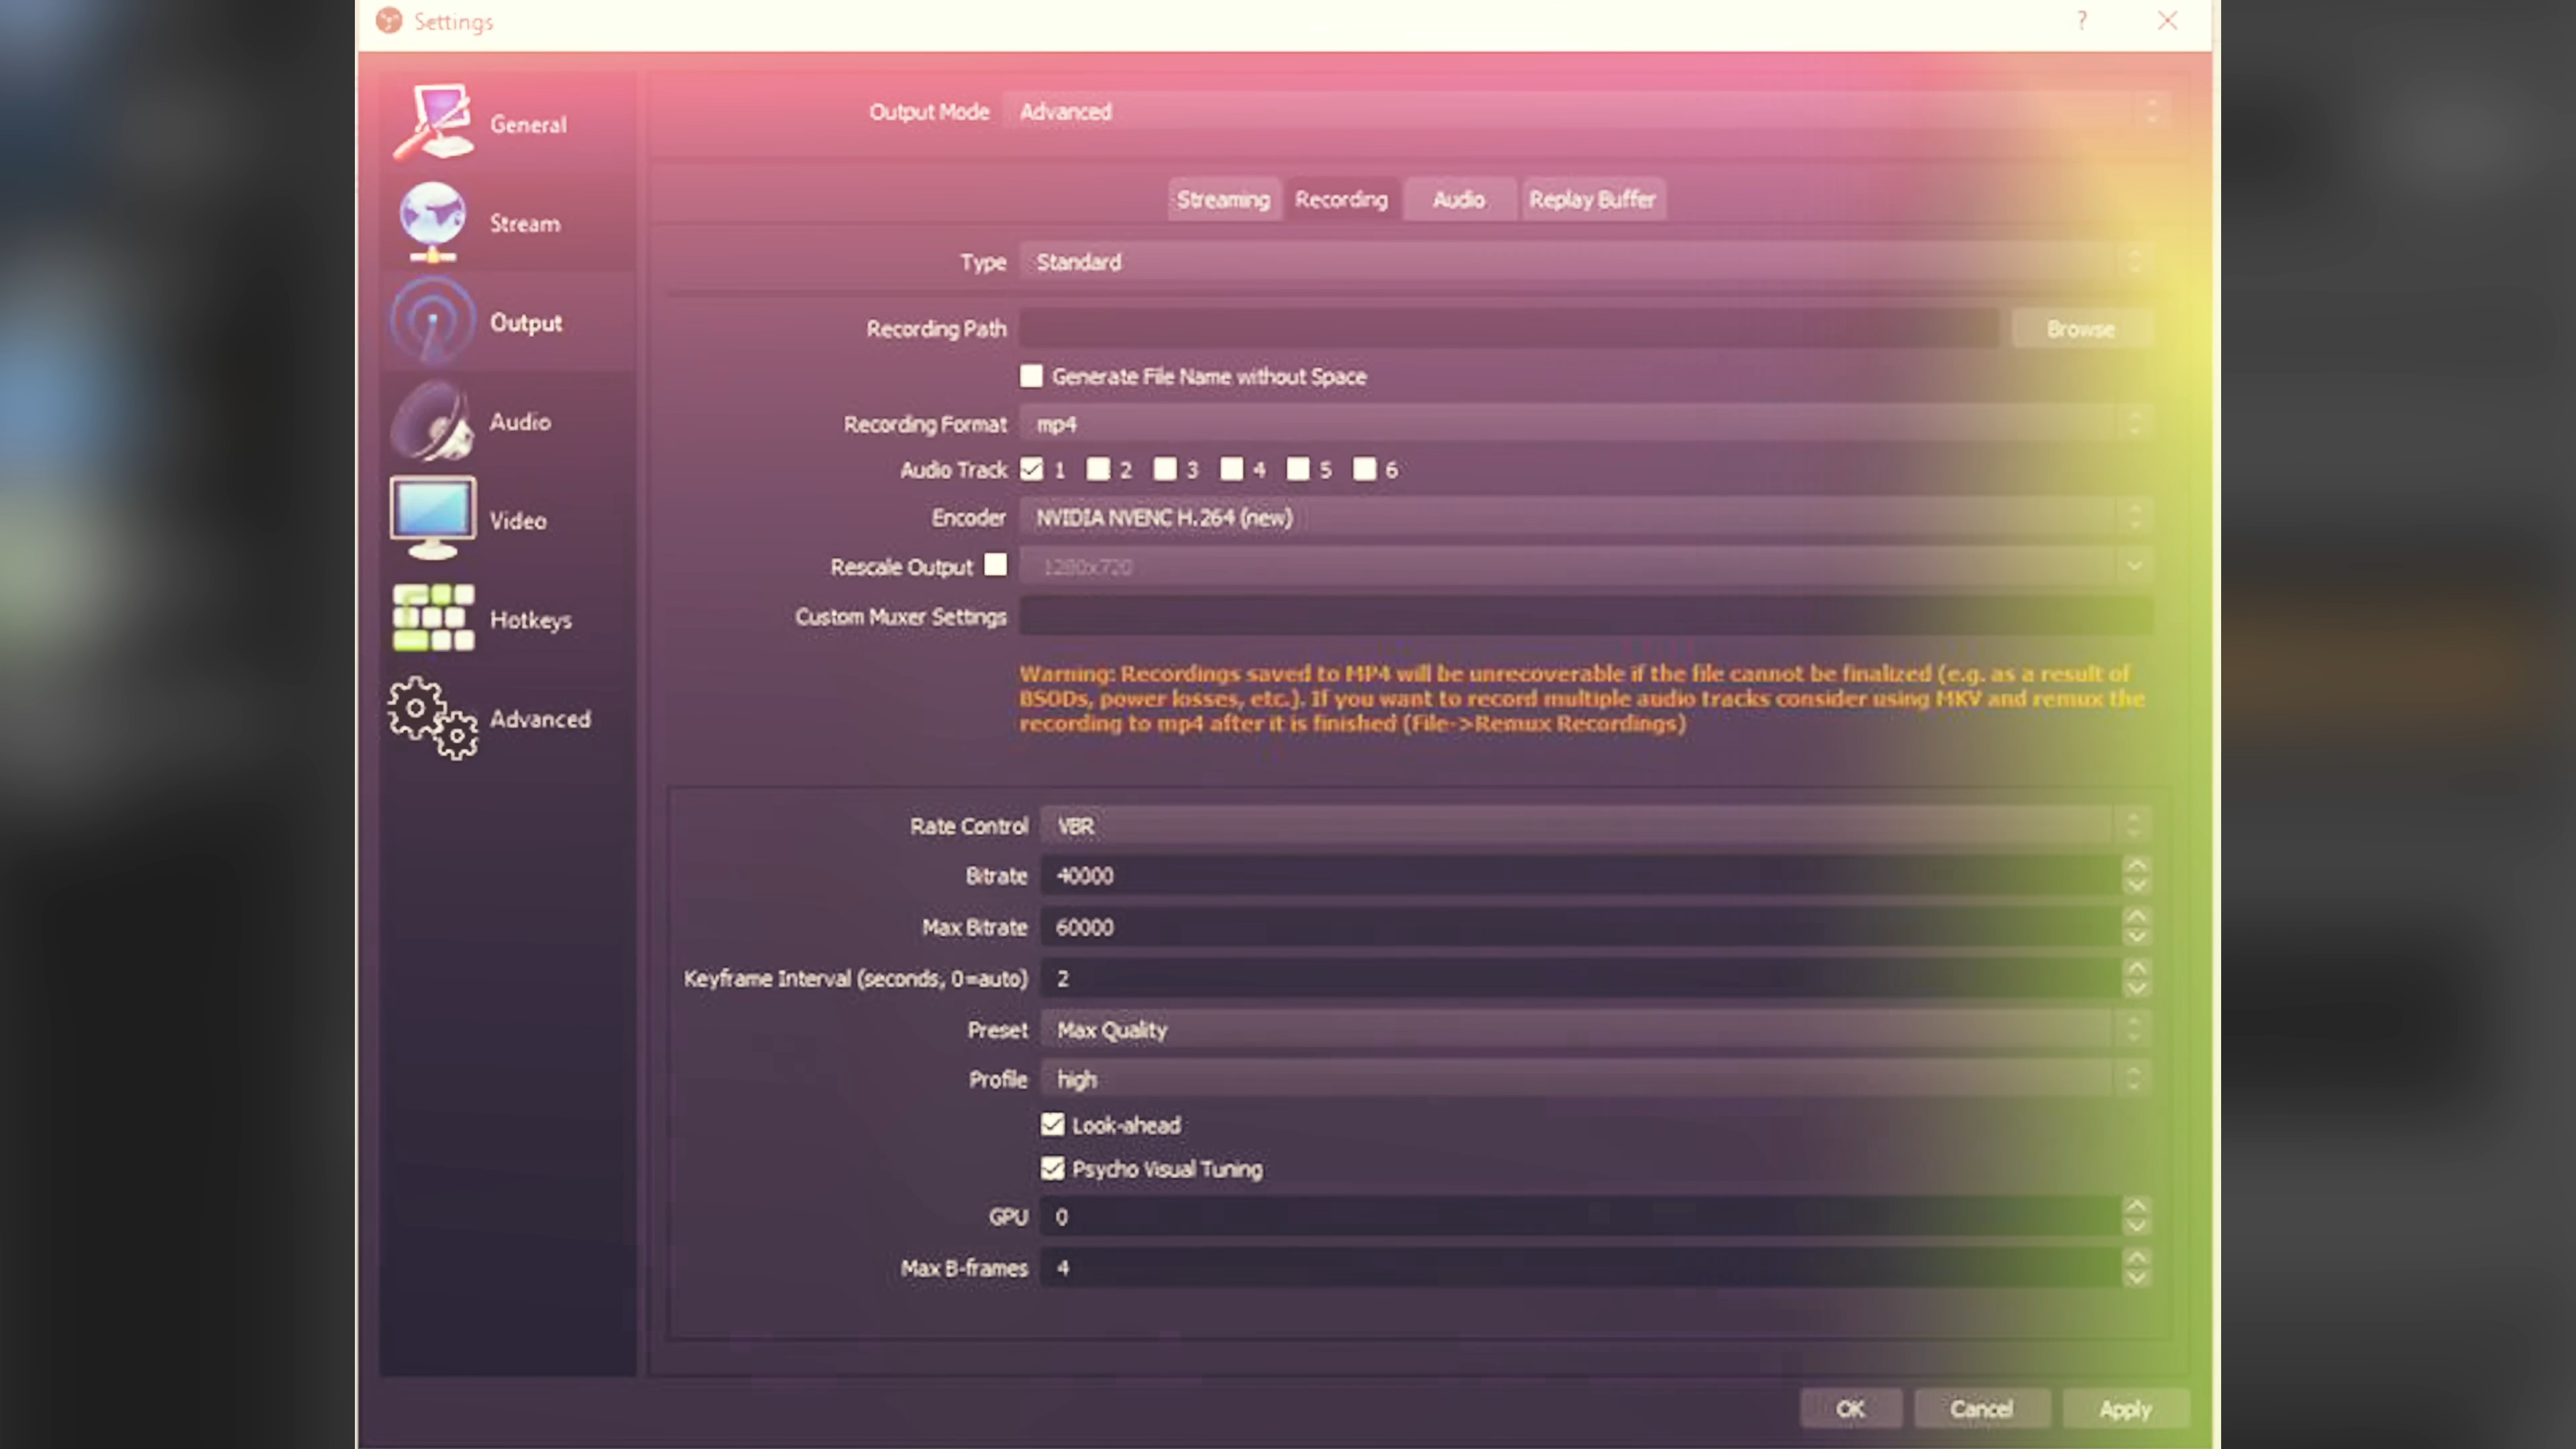 Settings
?
General
Stream
Output
Audio
Video
Hotkeys
Advanced
Output Mode Advanced
Streaming Recording Audio Replay Buffer
Type Standard
Recording Path Browse
Generate File Name without Space
Recording Format mp4
Audio Track 1 2 3 4 5 6
Encoder NVIDIA NVENC H.264 (new)
Rescale Output 1280x720
Custom Muxer Settings
Warning: Recordings saved to MP4 will be unrecoverable if the file cannot be finalized (e.g. as a result of
BSODs, power losses, etc.). If you want to record multiple audio tracks consider using MKV and remux the
recording to mp4 after it is finished (File->Remux Recordings)
Rate Control VBR
Bitrate 40000
Max Bitrate 60000
Keyframe Interval (seconds, 0=auto) 2
Preset Max Quality
Profile high
Look-ahead
Psycho Visual Tuning
GPU 0
Max B-frames 4
OK Cancel Apply